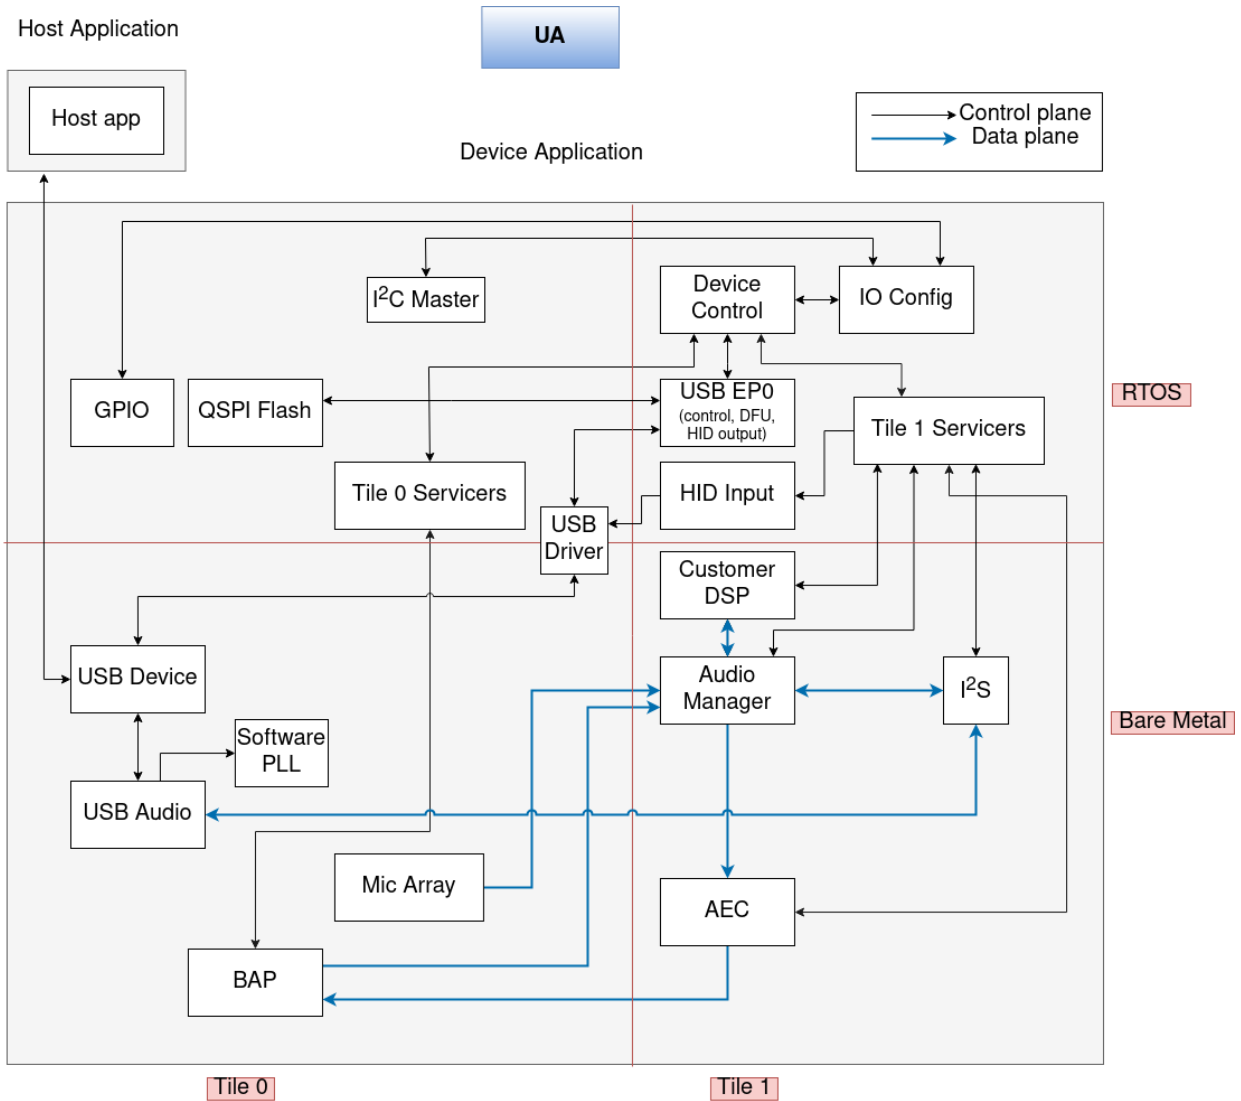 Host Application
UA
Host app
Control plane
Data plane
Device Application
Device
Control
IO Config
I²C Master
GPIO
QSPI Flash
USB EP0
(control, DFU,
HID output)
RTOS
Tile 1 Servicers
Tile 0 Servicers
HID Input
USB
Driver
Customer
DSP
USB Device
Audio
Manager
I²S
Bare Metal
Software
PLL
USB Audio
Mic Array
AEC
BAP
Tile 0
Tile 1